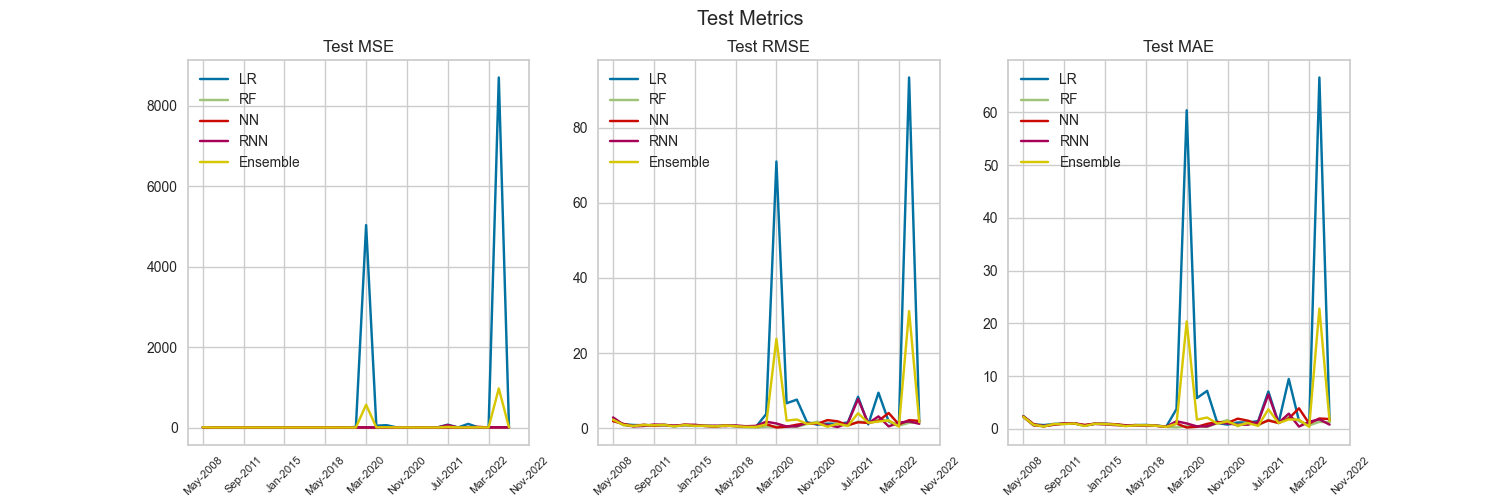 Test Metrics
Test MSE
LR
RF
NN
RNN
Ensemble
8000
6000
4000
2000
0
May-2008
Sep-2011
Jan-2015
May-2018
Mar-2020
Nov-2020
Jul-2021
Mar-2022
Nov-2022
Test RMSE
LR
RF
NN
RNN
Ensemble
80
60
40
20
0
May-2008
Sep-2011
Jan-2015
May-2018
Mar-2020
Nov-2020
Jul-2021
Mar-2022
Nov-2022
Test MAE
LR
RF
NN
RNN
Ensemble
60
50
40
30
20
10
0
May-2008
Sep-2011
Jan-2015
May-2018
Mar-2020
Nov-2020
Jul-2021
Mar-2022
Nov-2022